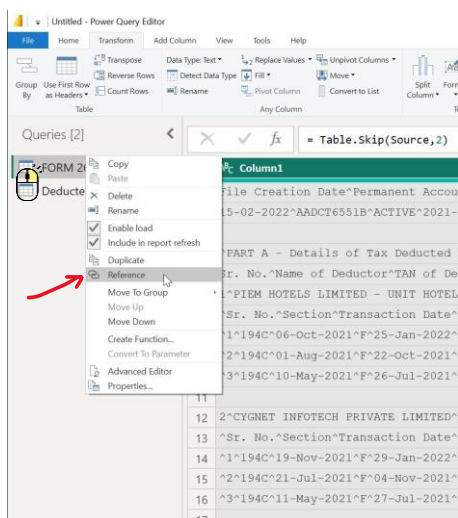 Untitled - Power Query Editor
File Home Transform Add Column View Tools Help
Transpose
Reverse Rows
Count Rows
Group By
Use First Row as Headers
Table
Data Type: Text
Detect Data Type
Rename
Replace Values
Fill
Pivot Column
Unpivot Columns
Move
Convert to List
Any Column
Split Column
Queries [2]
fx = Table.Skip(Source,2)
FORM 26
Deducte
Copy
Paste
Delete
Rename
Enable load
Include in report refresh
Duplicate
Reference
Move To Group
Move Up
Move Down
Create Function...
Convert To Parameter
Advanced Editor
Properties...
Column1
File Creation Date^Permanent Accou
15-02-2022^AADCT6551B^ACTIVE^2021-
^PART A - Details of Tax Deducted
Sr. No.^Name of Deductor^TAN of De
1^PIEM HOTELS LIMITED - UNIT HOTEL
^Sr. No.^Section^Transaction Date^
^1^194C^06-Oct-2021^F^25-Jan-2022^
^2^194C^01-Aug-2021^F^22-Oct-2021^
^3^194C^10-May-2021^F^26-Jul-2021^
11
12 2^CYGNET INFOTECH PRIVATE LIMITED^
13 ^Sr. No.^Section^Transaction Date^
14 ^1^194C^19-Nov-2021^F^29-Jan-2022^
15 ^2^194C^21-Jul-2021^F^04-Nov-2021^
16 ^3^194C^11-May-2021^F^27-Jul-2021^